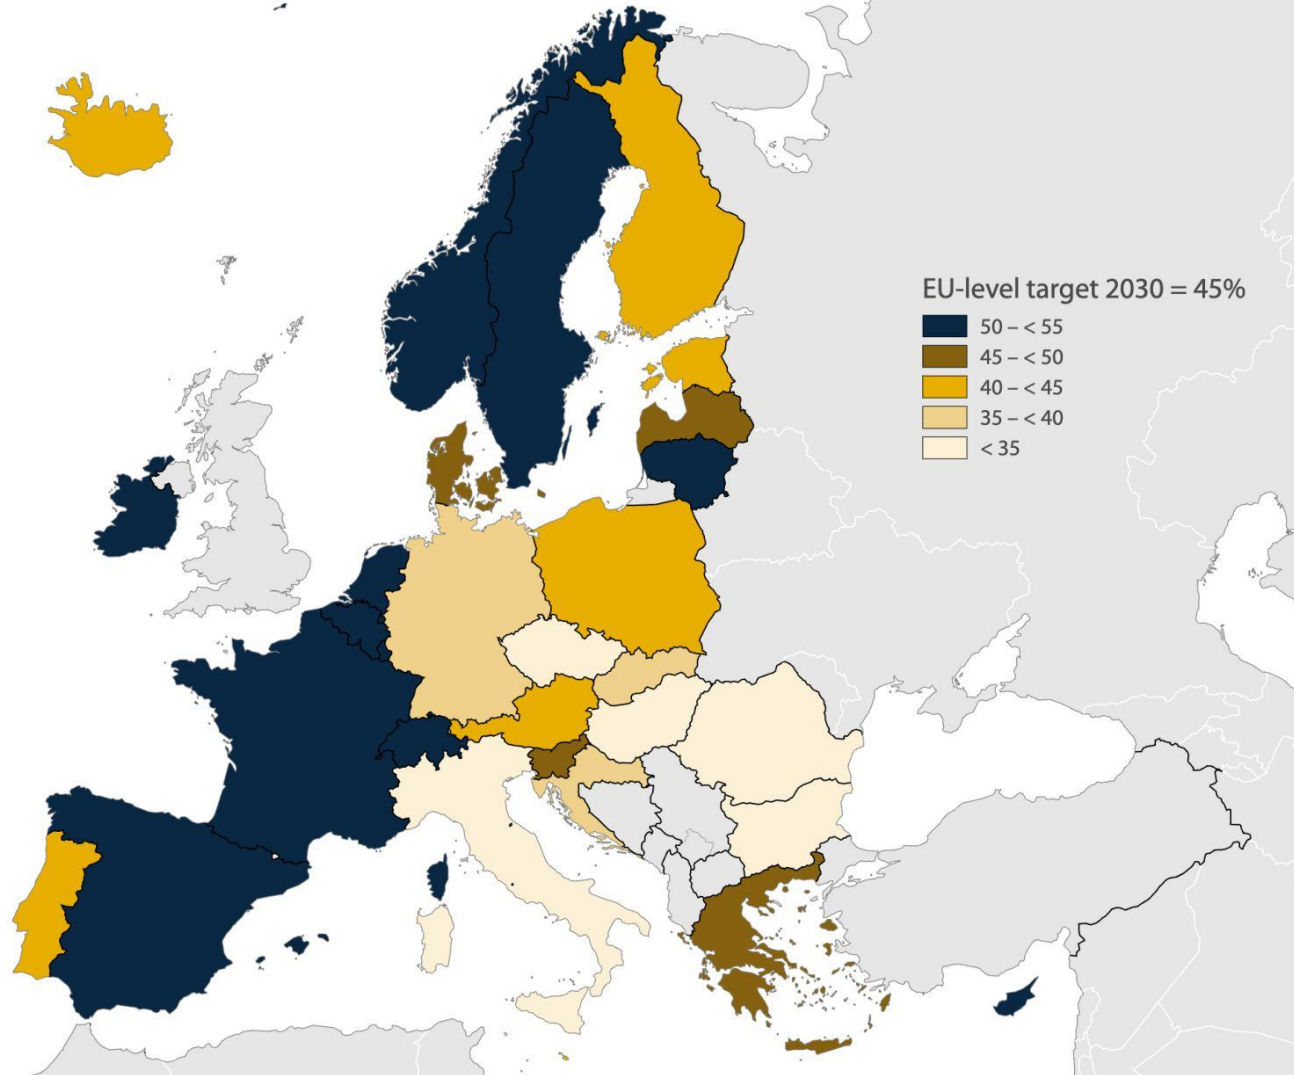 EU-level target 2030 = 45%
50 – < 55
45 – < 50
40 – < 45
35 – < 40
< 35